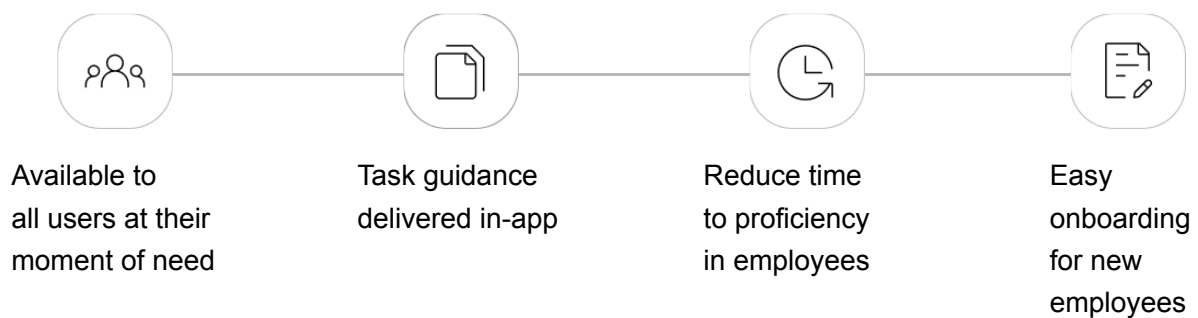 Available to
all users at their
moment of need
Task guidance
delivered in-app
Reduce time
to proficiency
in employees
Easy
onboarding
for new
employees